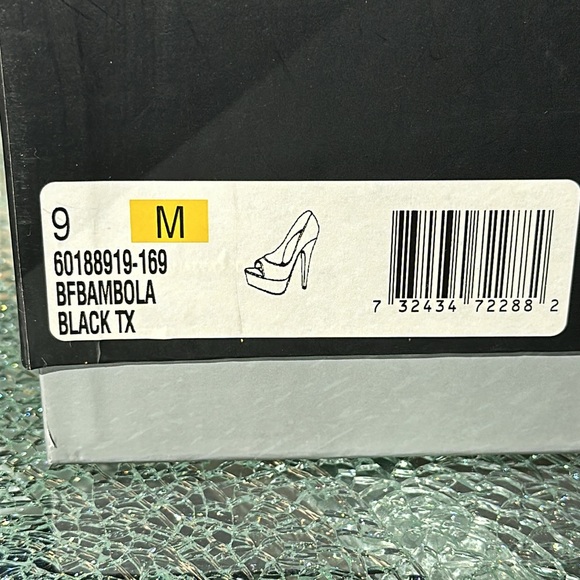 9 M
60188919-169
BFBAMBOLA
BLACK TX
7 32434 72288 2